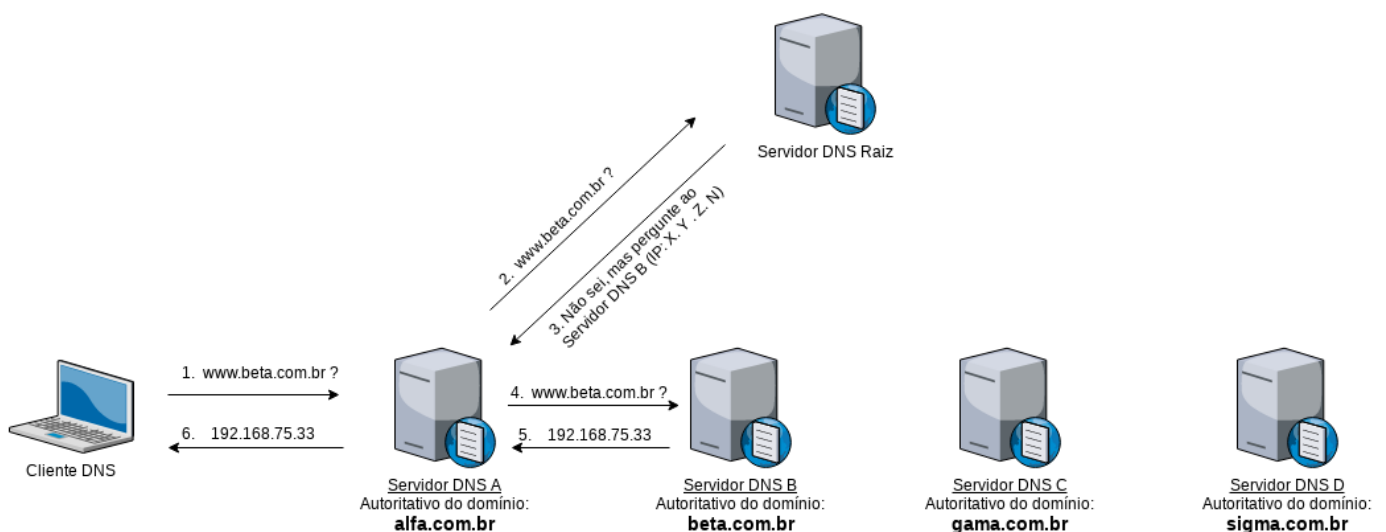 Servidor DNS Raiz
2. www.beta.com.br ?
3. Não sei, mas pergunte ao
Servidor DNS B (IP: X. Y . Z. N)
1. www.beta.com.br ?
6. 192.168.75.33
4. www.beta.com.br ?
5. 192.168.75.33
Cliente DNS
Servidor DNS A
Autoritativo do domínio:
alfa.com.br
Servidor DNS B
Autoritativo do domínio:
beta.com.br
Servidor DNS C
Autoritativo do domínio:
gama.com.br
Servidor DNS D
Autoritativo do domínio:
sigma.com.br